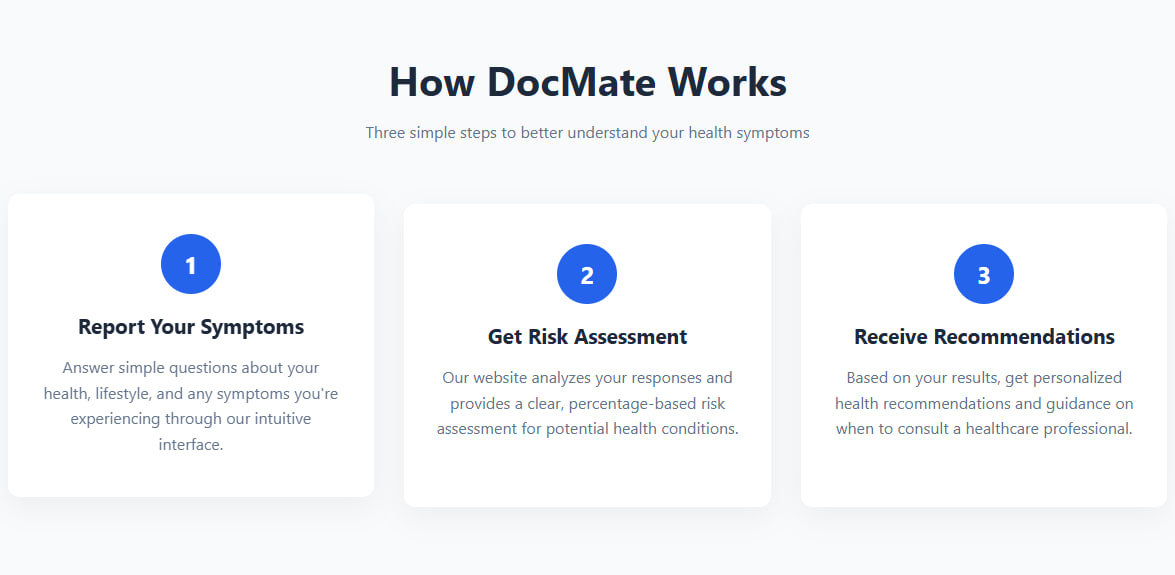 How DocMate Works
Three simple steps to better understand your health symptoms
1
Report Your Symptoms
Answer simple questions about your
health, lifestyle, and any symptoms you're
experiencing through our intuitive
interface.
2
Get Risk Assessment
Our website analyzes your responses and
provides a clear, percentage-based risk
assessment for potential health conditions.
3
Receive Recommendations
Based on your results, get personalized
health recommendations and guidance on
when to consult a healthcare professional.